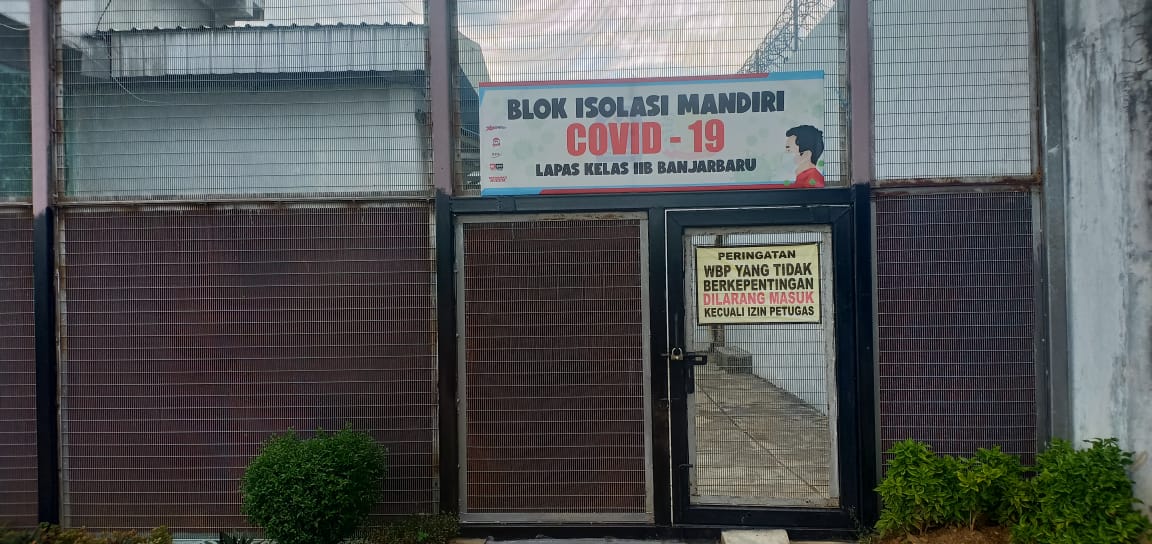 BLOK ISOLASI MANDIRI
COVID - 19
LAPAS KELAS IIB BANJARBARU
PERINGATAN
WBP YANG TIDAK
BERKEPENTINGAN
DILARANG MASUK
KECUALI IZIN PETUGAS